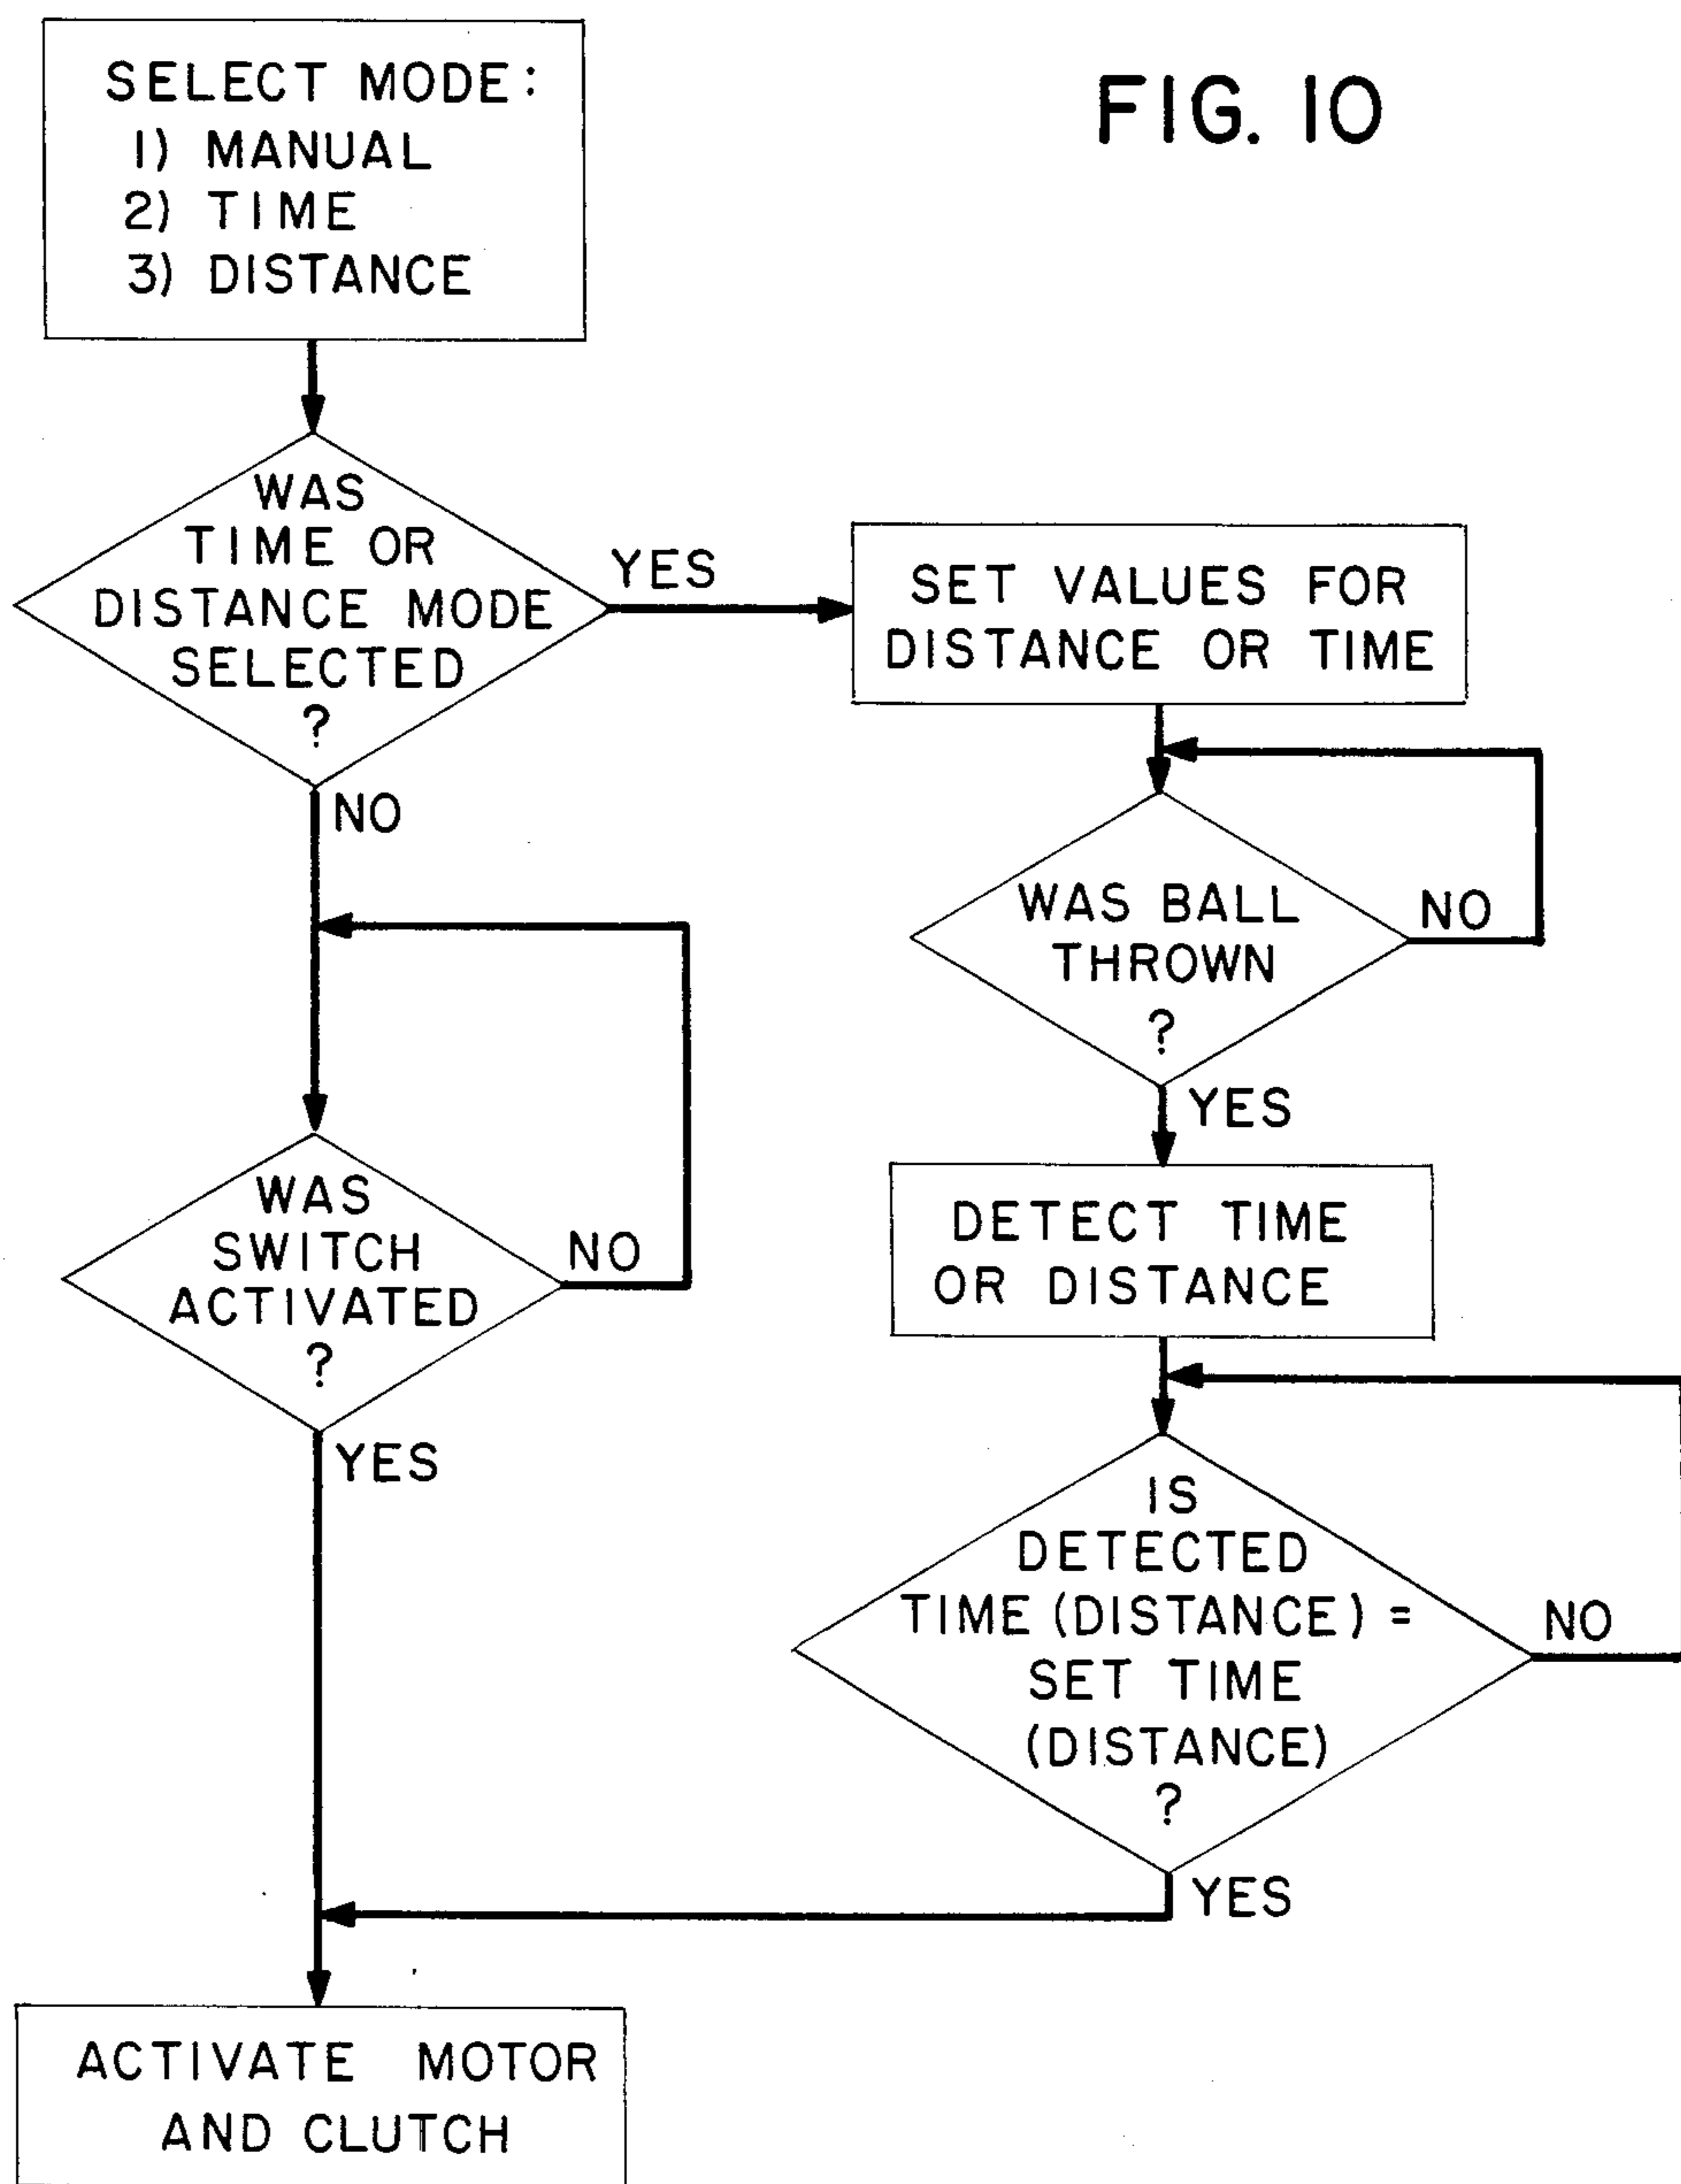 FIG. 10
SELECT MODE:
1) MANUAL
2) TIME
3) DISTANCE
WAS
TIME OR
DISTANCE MODE
SELECTED
?
YES
NO
SET VALUES FOR
DISTANCE OR TIME
WAS BALL
THROWN
?
NO
YES
WAS
SWITCH
ACTIVATED
?
NO
YES
DETECT TIME
OR DISTANCE
IS
DETECTED
TIME (DISTANCE) =
SET TIME
(DISTANCE)
?
NO
YES
ACTIVATE MOTOR
AND CLUTCH